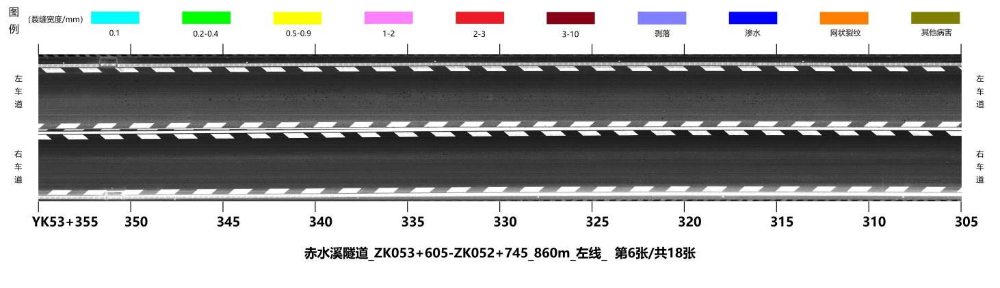 图例
(裂缝宽度/mm)
0.1 0.2-0.4 0.5-0.9 1-2 2-3 3-10 剥落 渗水 网状裂纹 其他病害
左车道 左车道
右车道 右车道
YK53+355 350 345 340 335 330 325 320 315 310 305
赤水溪隧道_ZK053+605-ZK052+745_860m_左线_ 第6张/共18张